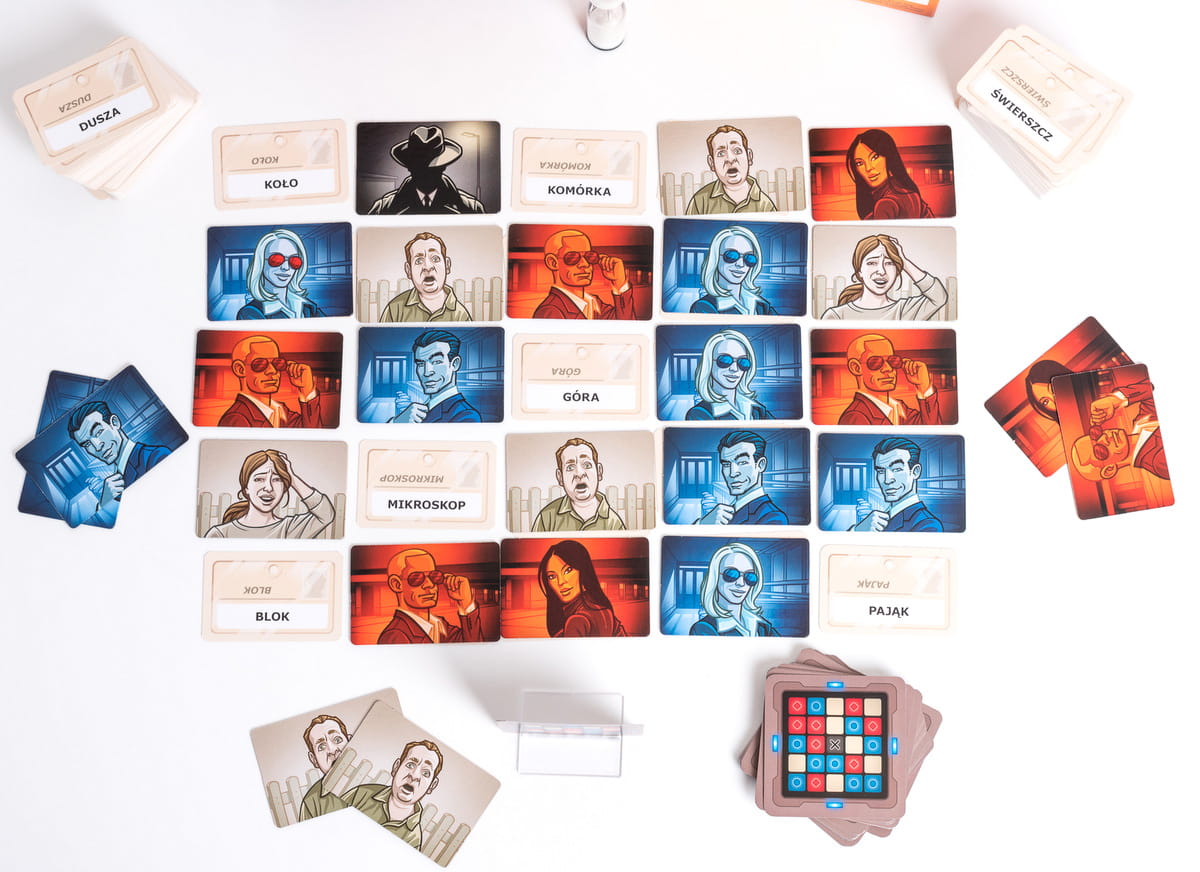 DUSZA
DUSZA
ŚWIERSZCZ
ŚWIERSZCZ
KOŁO
KOŁO
KOMÓRKA
KOMÓRKA
GÓRA
GÓRA
MIKROSKOP
MIKROSKOP
BLOK
BLOK
PAJĄK
PAJĄK